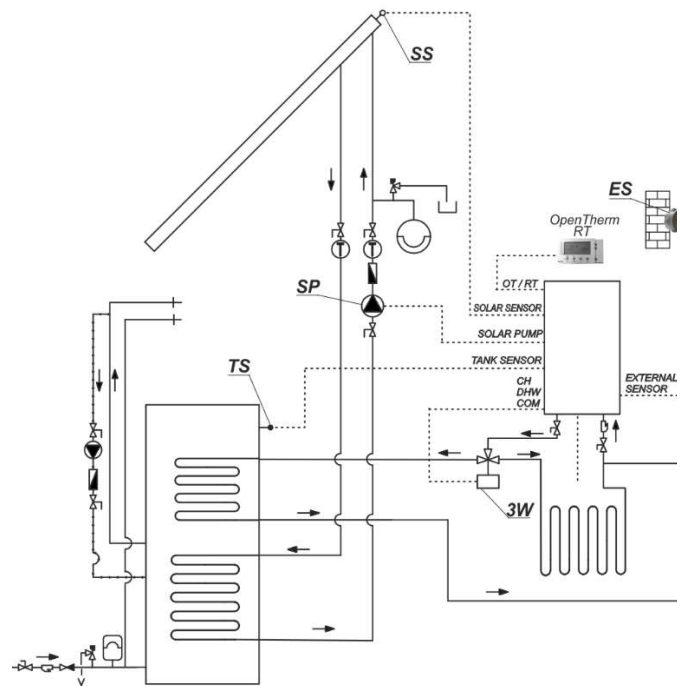 SS
ES
OpenTherm
RT
OT / RT
SOLAR SENSOR
SP
SOLAR PUMP
TANK SENSOR
TS
CH
DHW
COM
EXTERNAL
SENSOR
3W
T
T